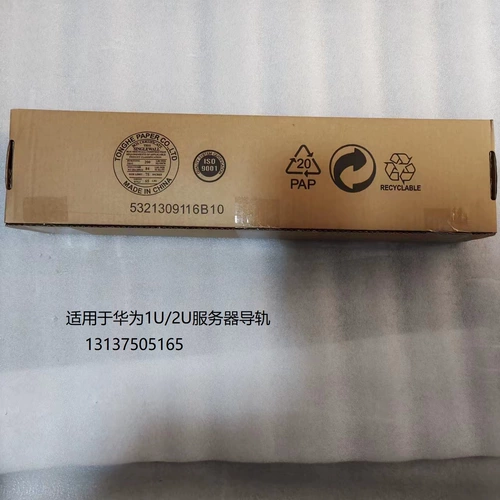 TONGHE PAPER CO.,LTD
SINGLEWALL
MADE IN CHINA
ISO
9001
20
PAP
RECYCLABLE
5321309116B10
适用于华为1U/2U服务器导轨
13137505165